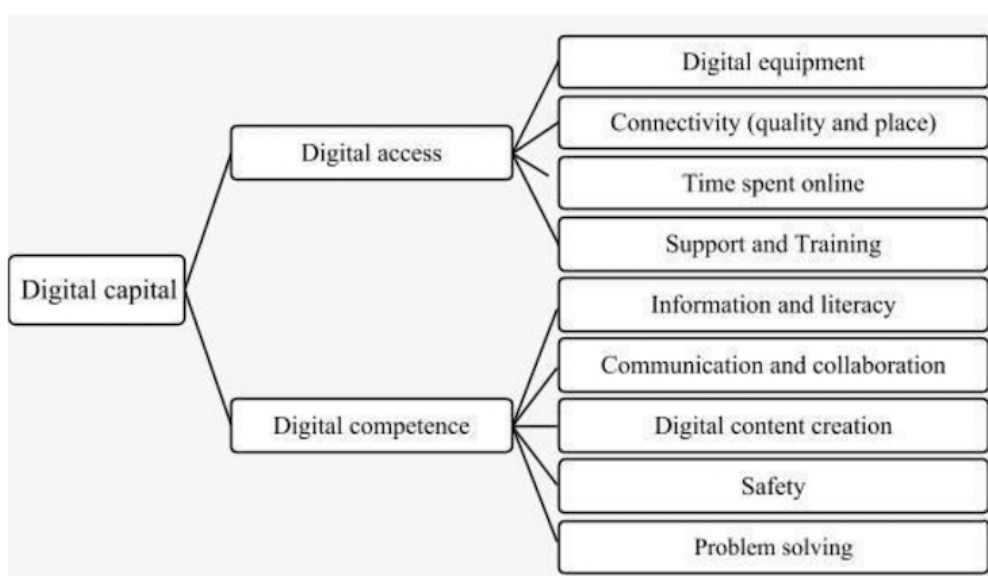 Digital capital
Digital access
Digital equipment
Connectivity (quality and place)
Time spent online
Support and Training
Digital competence
Information and literacy
Communication and collaboration
Digital content creation
Safety
Problem solving